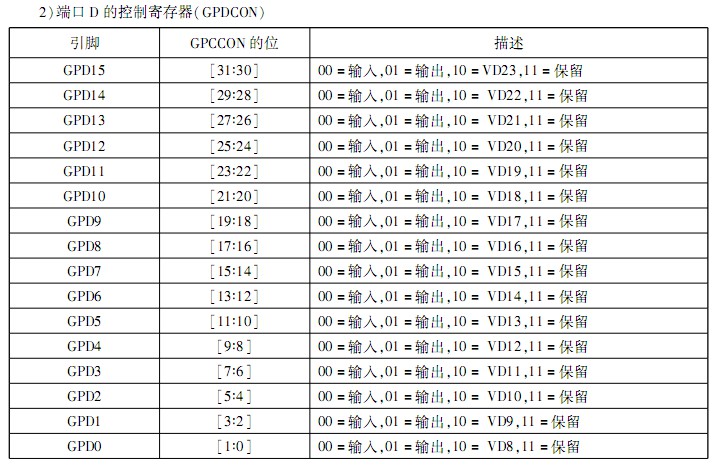 2)端口 D 的控制寄存器(GPDCON)
引脚 GPCCON 的位 描述
GPD15 [31:30] 00 =输入,01 =输出,10 =VD23,11 =保留
GPD14 [29:28] 00 =输入,01 =输出,10 = VD22,11 =保留
GPD13 [27:26] 00 =输入,01 =输出,10 = VD21,11 =保留
GPD12 [25:24] 00 =输入,01 =输出,10 = VD20,11 =保留
GPD11 [23:22] 00 =输入,01 =输出,10 = VD19,11 =保留
GPD10 [21:20] 00 =输入,01 =输出,10 = VD18,11 =保留
GPD9 [19:18] 00 =输入,01 =输出,10 = VD17,11 =保留
GPD8 [17:16] 00 =输入,01 =输出,10 = VD16,11 =保留
GPD7 [15:14] 00 =输入,01 =输出,10 = VD15,11 =保留
GPD6 [13:12] 00 =输入,01 =输出,10 = VD14,11 =保留
GPD5 [11:10] 00 =输入,01 =输出,10 = VD13,11 =保留
GPD4 [9:8] 00 =输入,01 =输出,10 = VD12,11 =保留
GPD3 [7:6] 00 =输入,01 =输出,10 = VD11,11 =保留
GPD2 [5:4] 00 =输入,01 =输出,10 = VD10,11 =保留
GPD1 [3:2] 00 =输入,01 =输出,10 = VD9,11 =保留
GPD0 [1:0] 00 =输入,01 =输出,10 = VD8,11 =保留